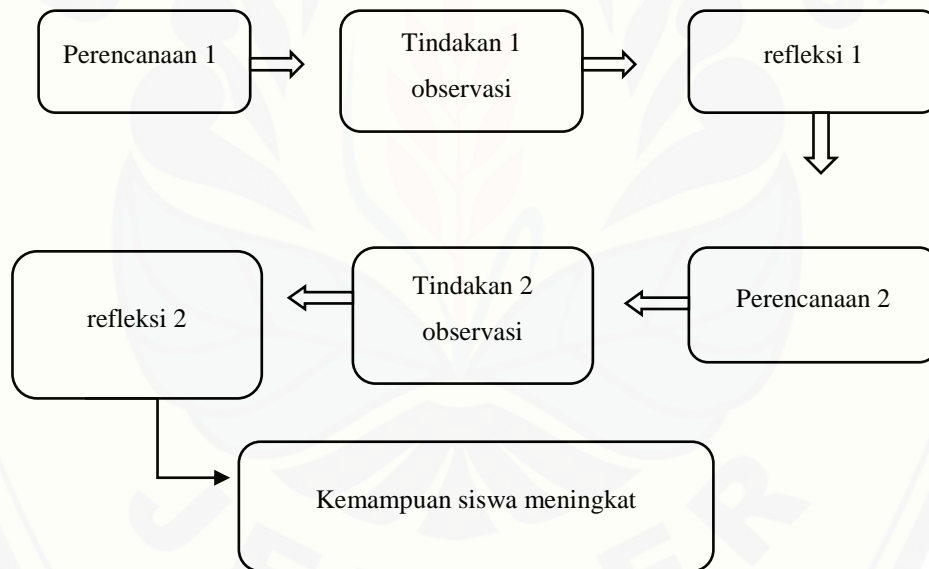 Perencanaan 1
Tindakan 1
observasi
refleksi 1
refleksi 2
Tindakan 2
observasi
Perencanaan 2
Kemampuan siswa meningkat